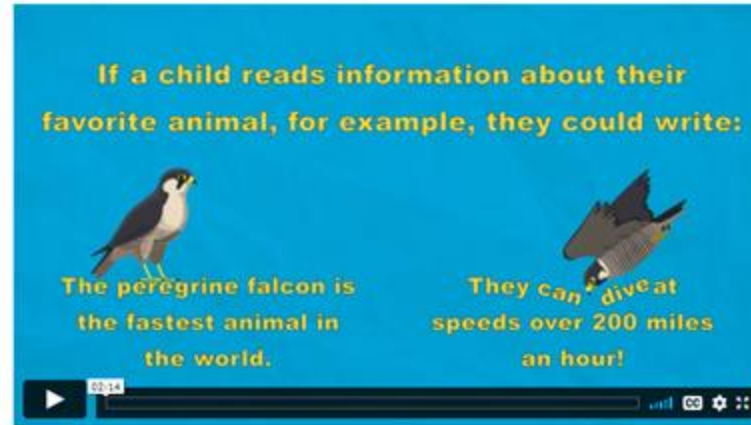 If a child reads information about their
favorite animal, for example, they could write:
The peregrine falcon is
the fastest animal in
the world.
They can dive at
speeds over 200 miles
an hour!
02:14
CC